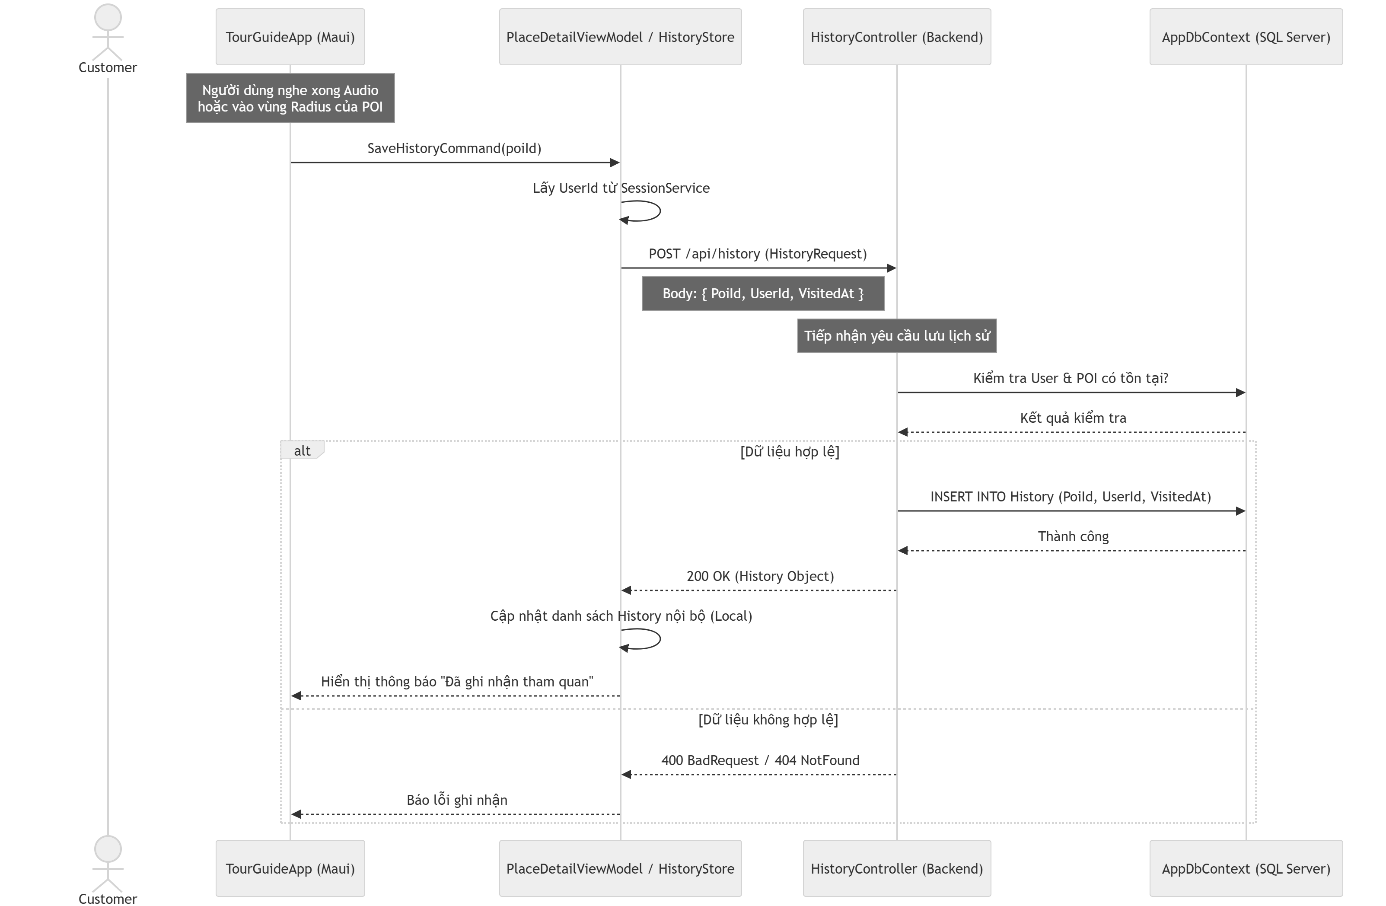 TourGuideApp (Maui)
PlaceDetailViewModel / HistoryStore
HistoryController (Backend)
AppDbContext (SQL Server)
Customer
Người dùng nghe xong Audio
hoặc vào vùng Radius của POI
SaveHistoryCommand(poiId)
Lấy UserId từ SessionService
POST /api/history (HistoryRequest)
Body: { PoiId, UserId, VisitedAt }
Tiếp nhận yêu cầu lưu lịch sử
Kiểm tra User & POI có tồn tại?
Kết quả kiểm tra
alt
[Dữ liệu hợp lệ]
INSERT INTO History (PoiId, UserId, VisitedAt)
Thành công
200 OK (History Object)
Cập nhật danh sách History nội bộ (Local)
Hiển thị thông báo "Đã ghi nhận tham quan"
[Dữ liệu không hợp lệ]
400 BadRequest / 404 NotFound
Báo lỗi ghi nhận
TourGuideApp (Maui)
PlaceDetailViewModel / HistoryStore
HistoryController (Backend)
AppDbContext (SQL Server)
Customer